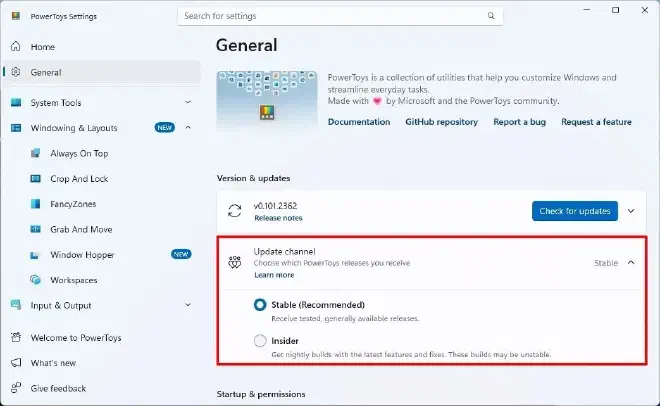 PowerToys Settings
Search for settings
Home
General
System Tools
Windowing & Layouts NEW
Always On Top
Crop And Lock
FancyZones
Grab And Move
Window Hopper NEW
Workspaces
Input & Output
Welcome to PowerToys
What's new
Give feedback
General
PowerToys is a collection of utilities that help you customize Windows and
streamline everyday tasks.
Made with 💗 by Microsoft and the PowerToys community.
Documentation GitHub repository Report a bug Request a feature
Version & updates
v0.101.2362
Release notes
Check for updates
Update channel
Choose which PowerToys releases you receive
Learn more
Stable
Stable (Recommended)
Receive tested, generally available releases.
Insider
Get nightly builds with the latest features and fixes. These builds may be unstable.
Startup & permissions